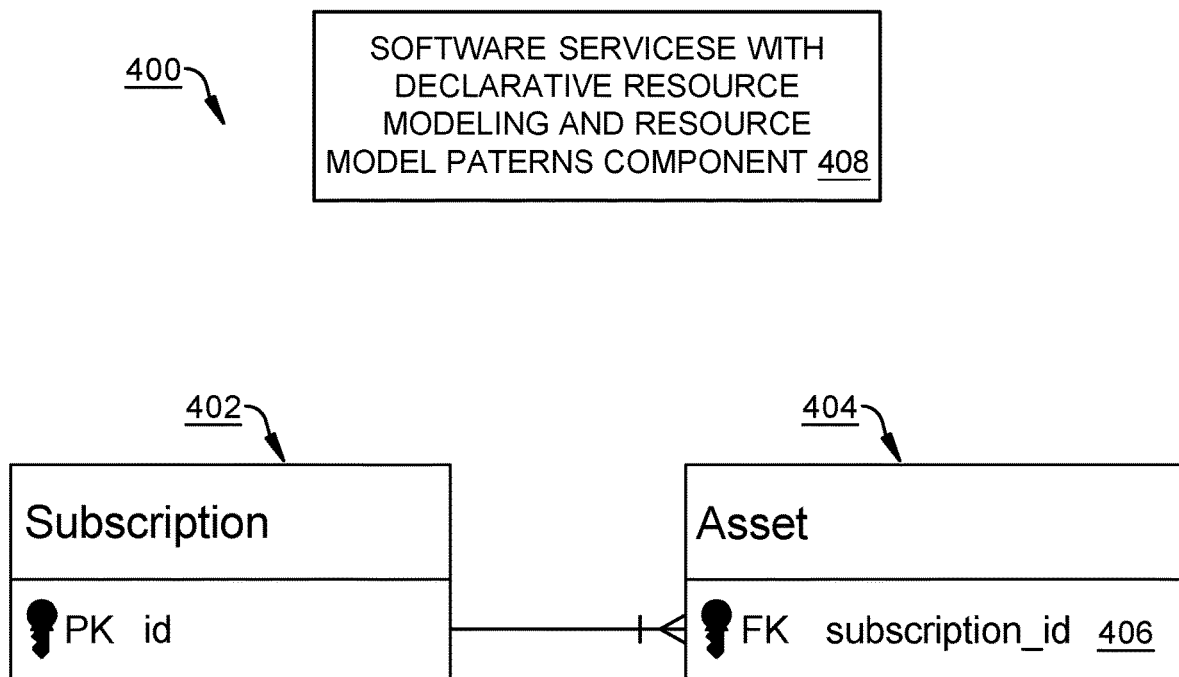 400
SOFTWARE SERVICESE WITH
DECLARATIVE RESOURCE
MODELING AND RESOURCE
MODEL PATERNS COMPONENT 408
402
404
Subscription
Asset
PK id
FK subscription_id 406